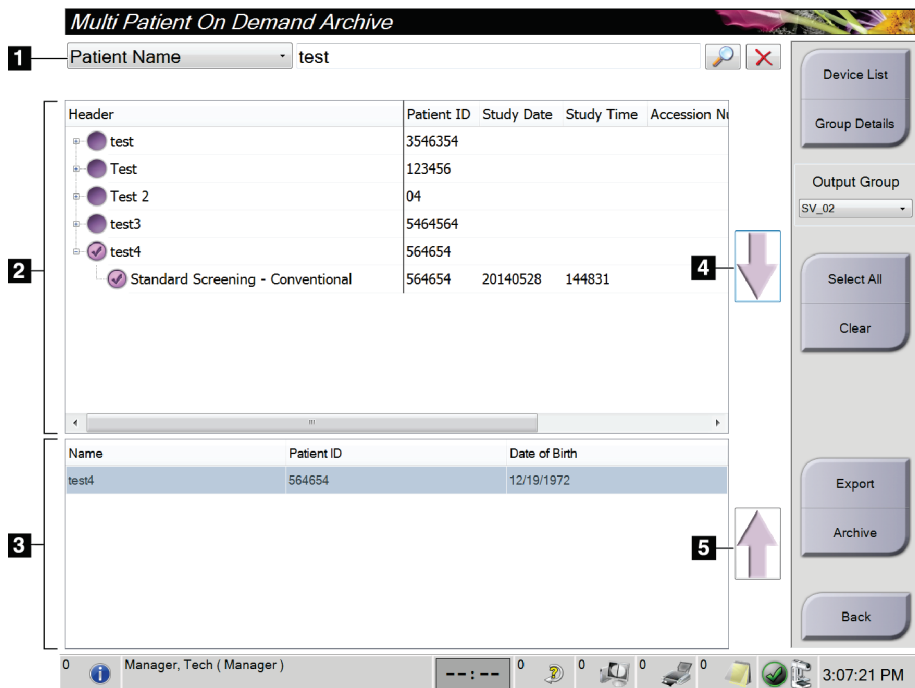 Multi Patient On Demand Archive
1
Patient Name
test
Device List
Group Details
Output Group
SV_02
Select All
Clear
Export
Archive
Back
2
Header Patient ID Study Date Study Time Accession Nu
test 3546354
Test 123456
Test 2 04
test3 5464564
test4 564654
Standard Screening - Conventional 564654 20140528 144831
4
3
Name Patient ID Date of Birth
test4 564654 12/19/1972
5
0 Manager, Tech ( Manager ) --:-- 0 0 0 0 3:07:21 PM